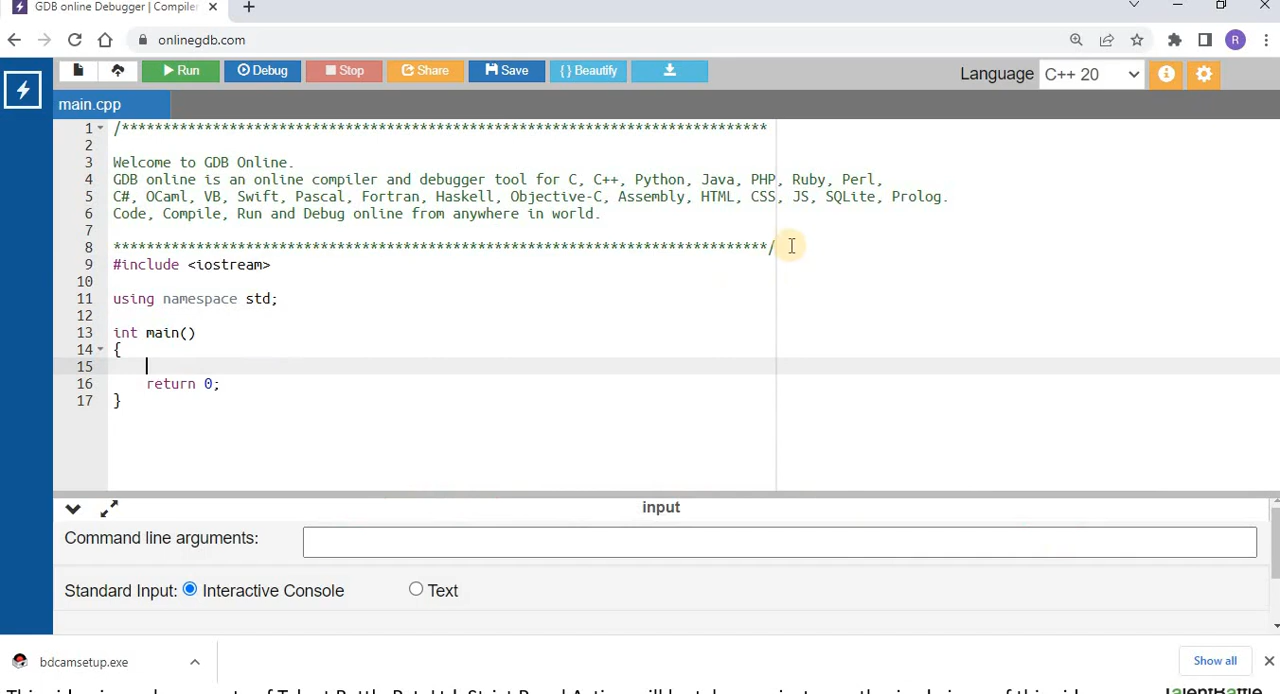 GDB online Debugger | Compiler
onlinegdb.com
R
Run Debug Stop Share Save { } Beautify
Language C++ 20
main.cpp
1 /******************************************************************************
2
3 Welcome to GDB Online.
4 GDB online is an online compiler and debugger tool for C, C++, Python, Java, PHP, Ruby, Perl,
5 C#, OCaml, VB, Swift, Pascal, Fortran, Haskell, Objective-C, Assembly, HTML, CSS, JS, SQLite, Prolog.
6 Code, Compile, Run and Debug online from anywhere in world.
7
8 *******************************************************************************/
9 #include <iostream>
10
11 using namespace std;
12
13 int main()
14 {
15
16 return 0;
17 }
input
Command line arguments:
Standard Input: Interactive Console Text
bdcamsetup.exe
Show all
TalentBattle